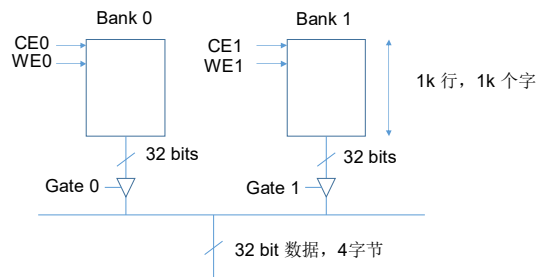 Bank 0
Bank 1
CE0
WE0
CE1
WE1
1k 行，1k 个字
32 bits
32 bits
Gate 0
Gate 1
32 bit 数据，4字节